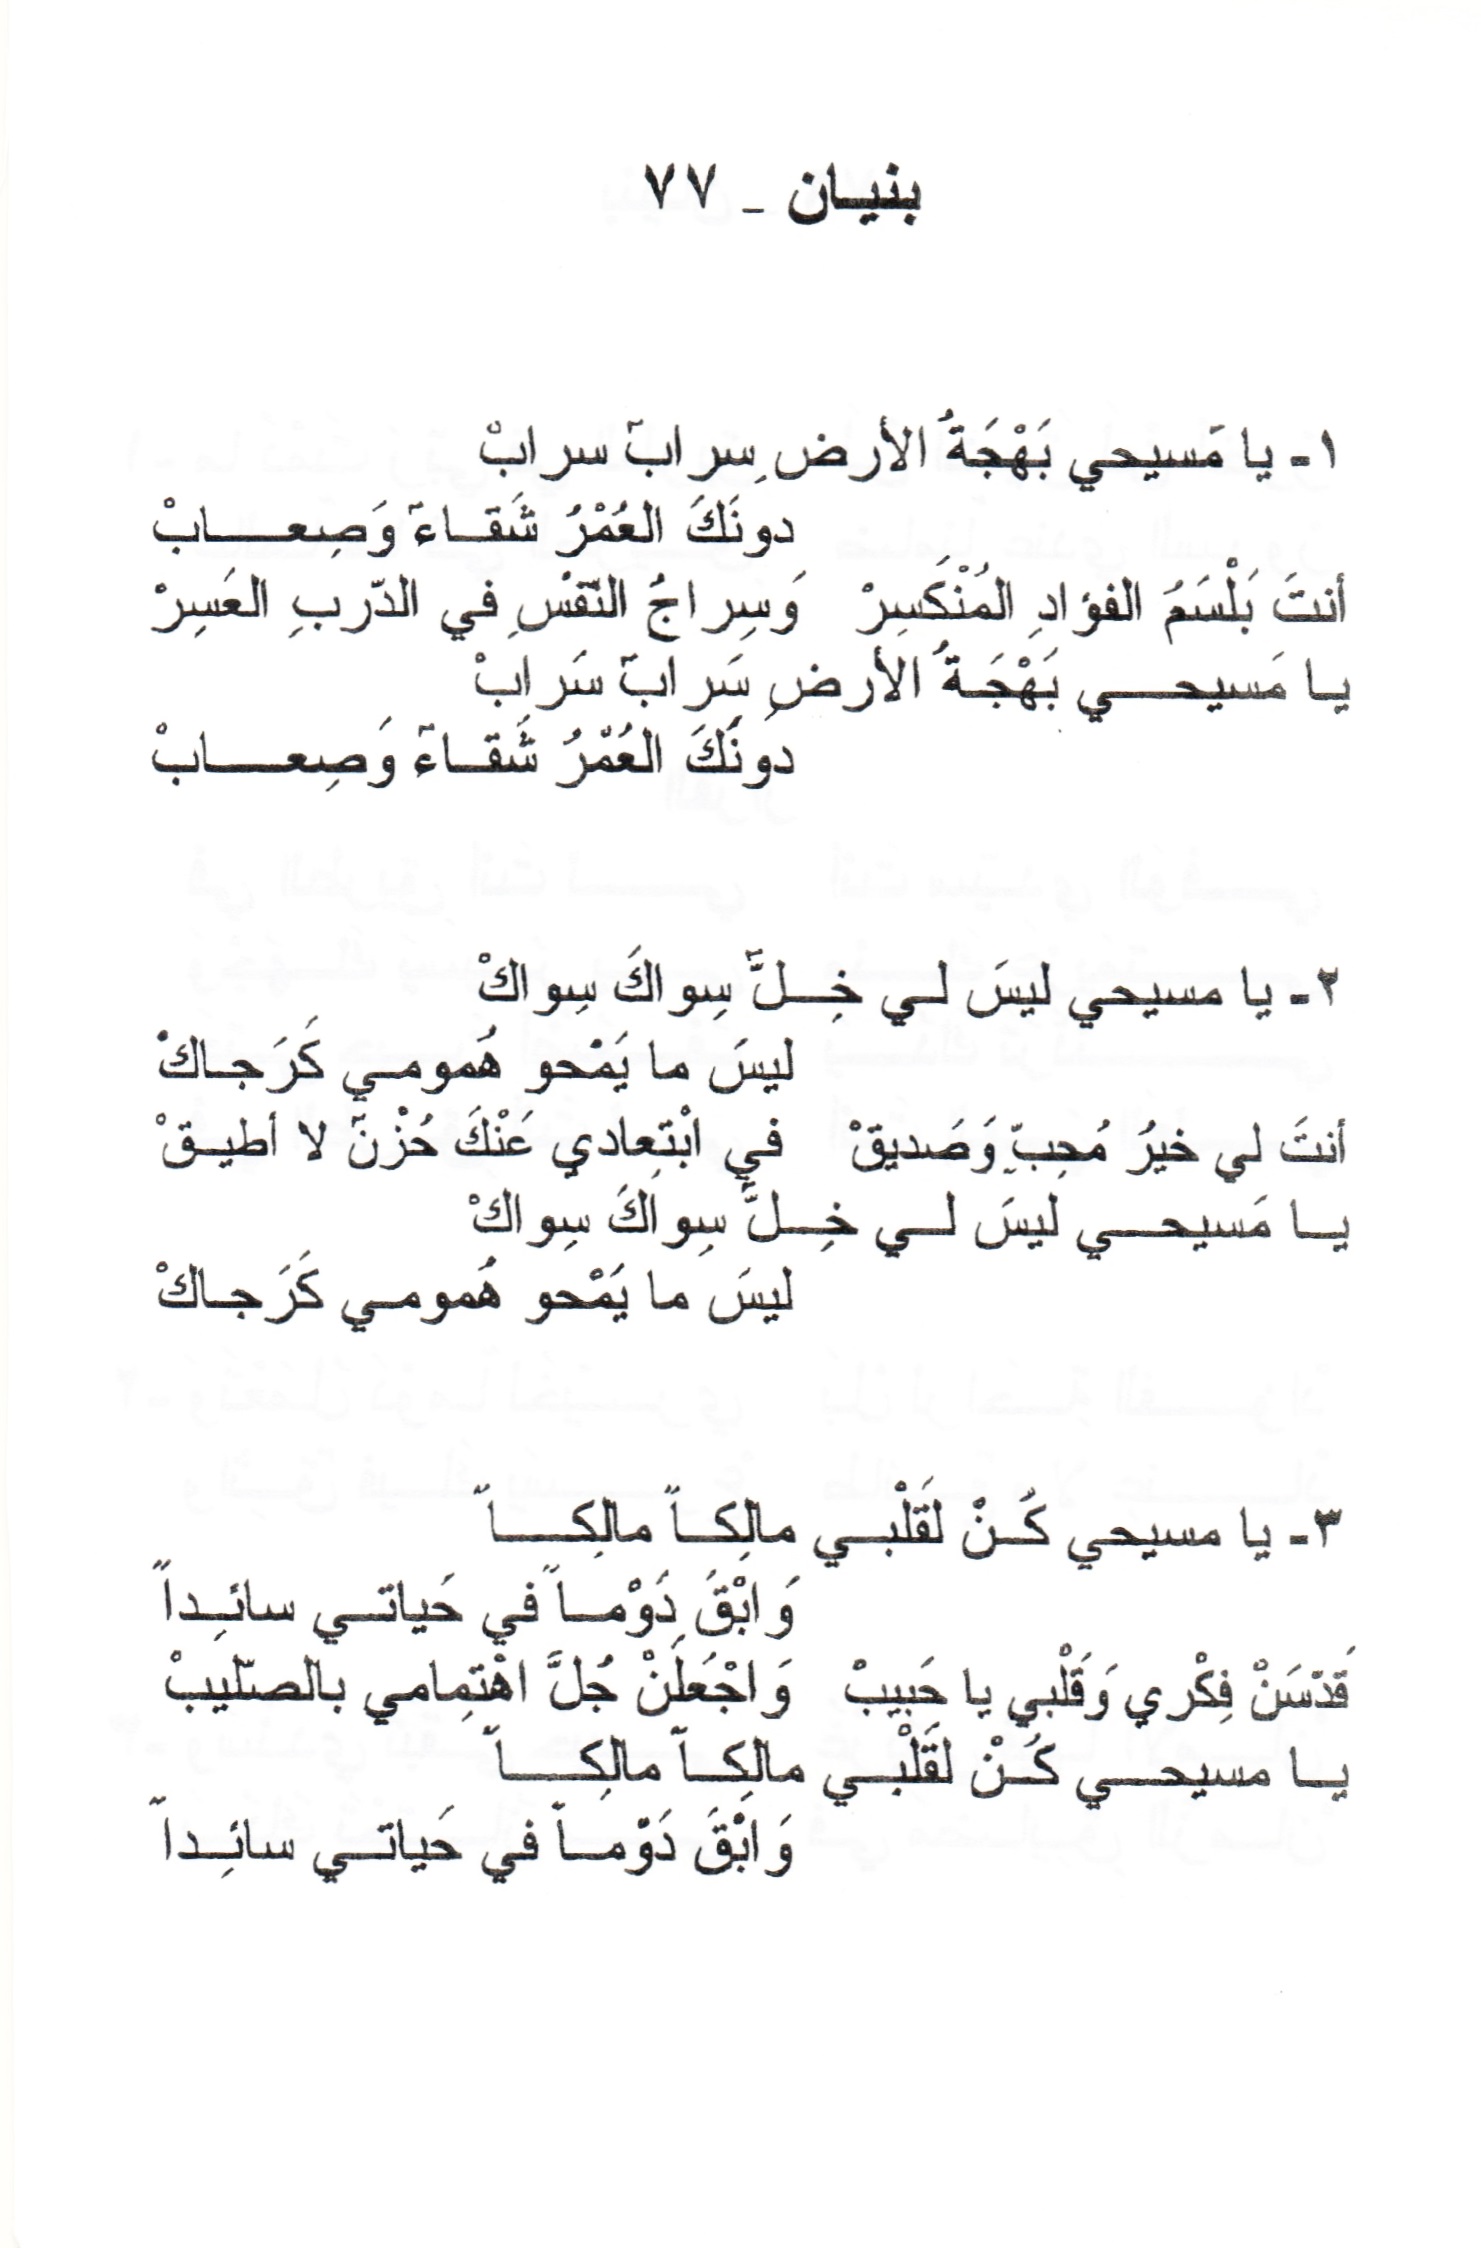 بنيان - ٧٧
١- يا مَسيحي بَهْجَةُ الأرضِ سرابٌ سرابْ
دونَكَ العُمْرُ شَقاءٌ وَصِعابْ
أنتَ بَلْسَمُ الفؤادِ المُنْكَسِرْ وَسِراجُ النّفْسِ في الدّربِ العَسِرْ
يا مَسيحي بَهْجَةُ الأرضِ سَرابٌ سَرابْ
دونَكَ العُمْرُ شَقاءٌ وَصِعابْ
٢- يا مسيحي ليسَ لي خِلٌّ سِواكَ سِواكْ
ليسَ ما يَمْحو هُمومي كَرَجاكْ
أنتَ لي خيرُ مُحِبٍّ وَصَديقْ في ابْتِعادي عَنْكَ حُزْنٌ لا أطيقْ
يا مَسيحي ليسَ لي خِلٌّ سِواكَ سِواكْ
ليسَ ما يَمْحو هُمومي كَرَجاكْ
٣- يا مسيحي كُنْ لقَلْبي مالِكاً مالِكاً
وَابْقَ دَوْماً في حَياتي سائِداً
قَدّسَنْ فِكْري وَقَلْبي يا حَبيبْ وَاجْعَلَنْ جُلَّ اهْتِمامي بالصّليبْ
يا مسيحي كُنْ لقَلْبي مالِكاً مالِكاً
وَابْقَ دَوْماً في حَياتي سائِداً